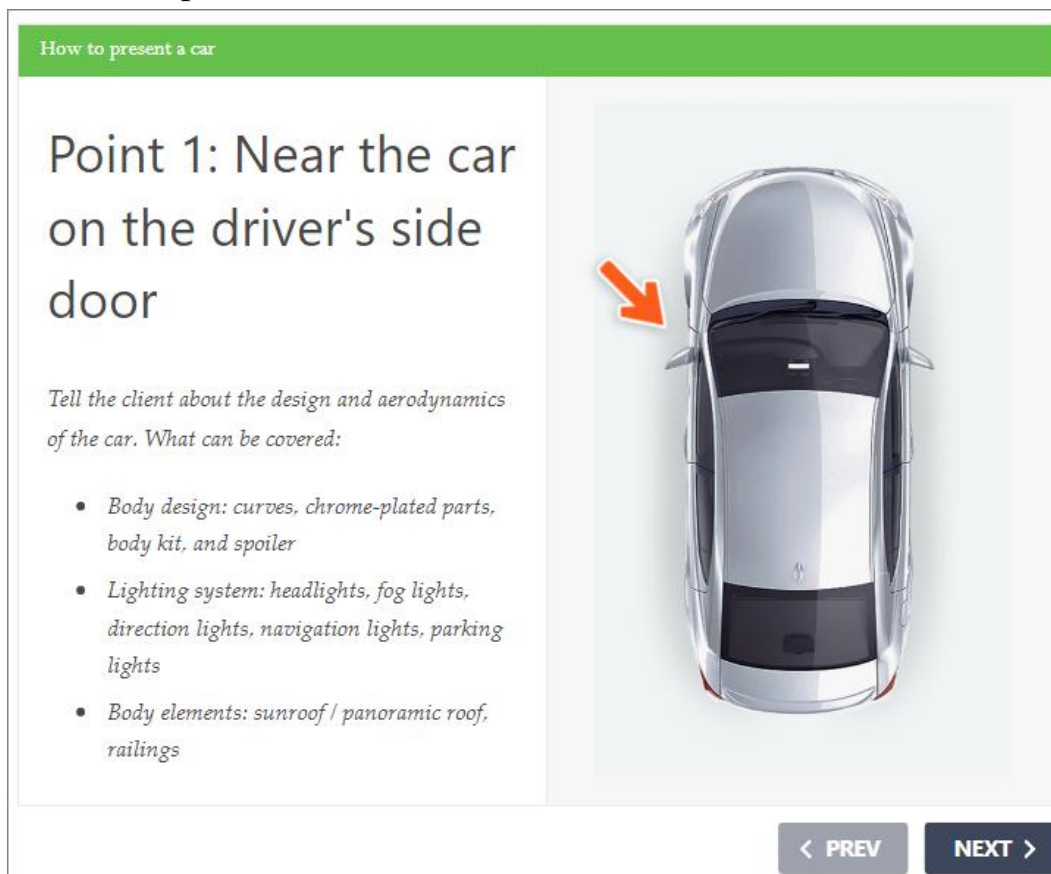 How to present a car
Point 1: Near the car
on the driver's side
door
Tell the client about the design and aerodynamics
of the car. What can be covered:
• Body design: curves, chrome-plated parts,
body kit, and spoiler
• Lighting system: headlights, fog lights,
direction lights, navigation lights, parking
lights
• Body elements: sunroof / panoramic roof,
railings
< PREV NEXT >